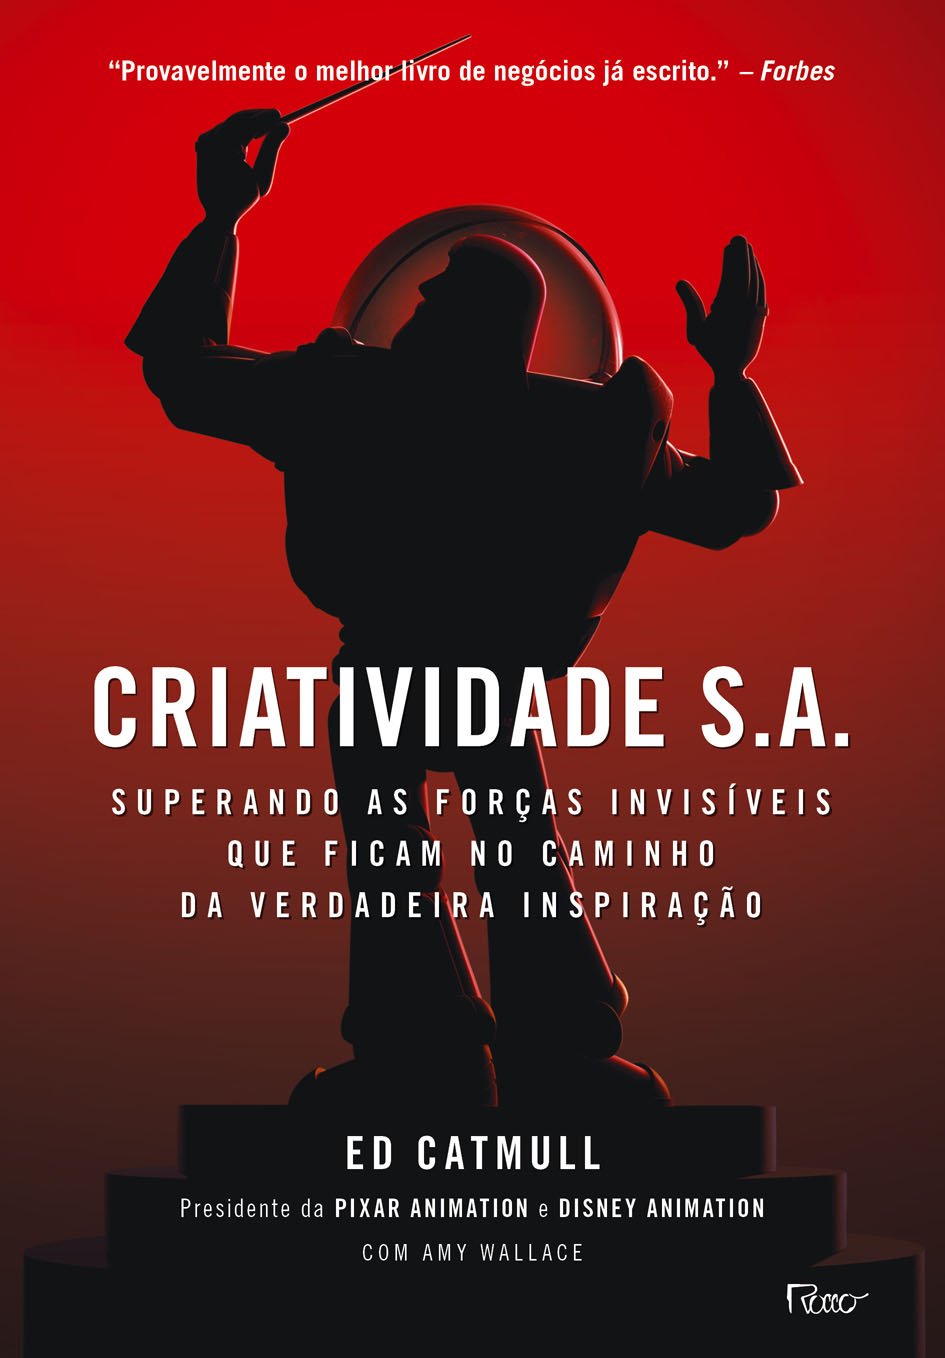 “Provavelmente o melhor livro de negócios já escrito.” – Forbes
CRIATIVIDADE S.A.
SUPERANDO AS FORÇAS INVISÍVEIS
QUE FICAM NO CAMINHO
DA VERDADEIRA INSPIRAÇÃO
ED CATMULL
Presidente da PIXAR ANIMATION e DISNEY ANIMATION
COM AMY WALLACE
Rocco